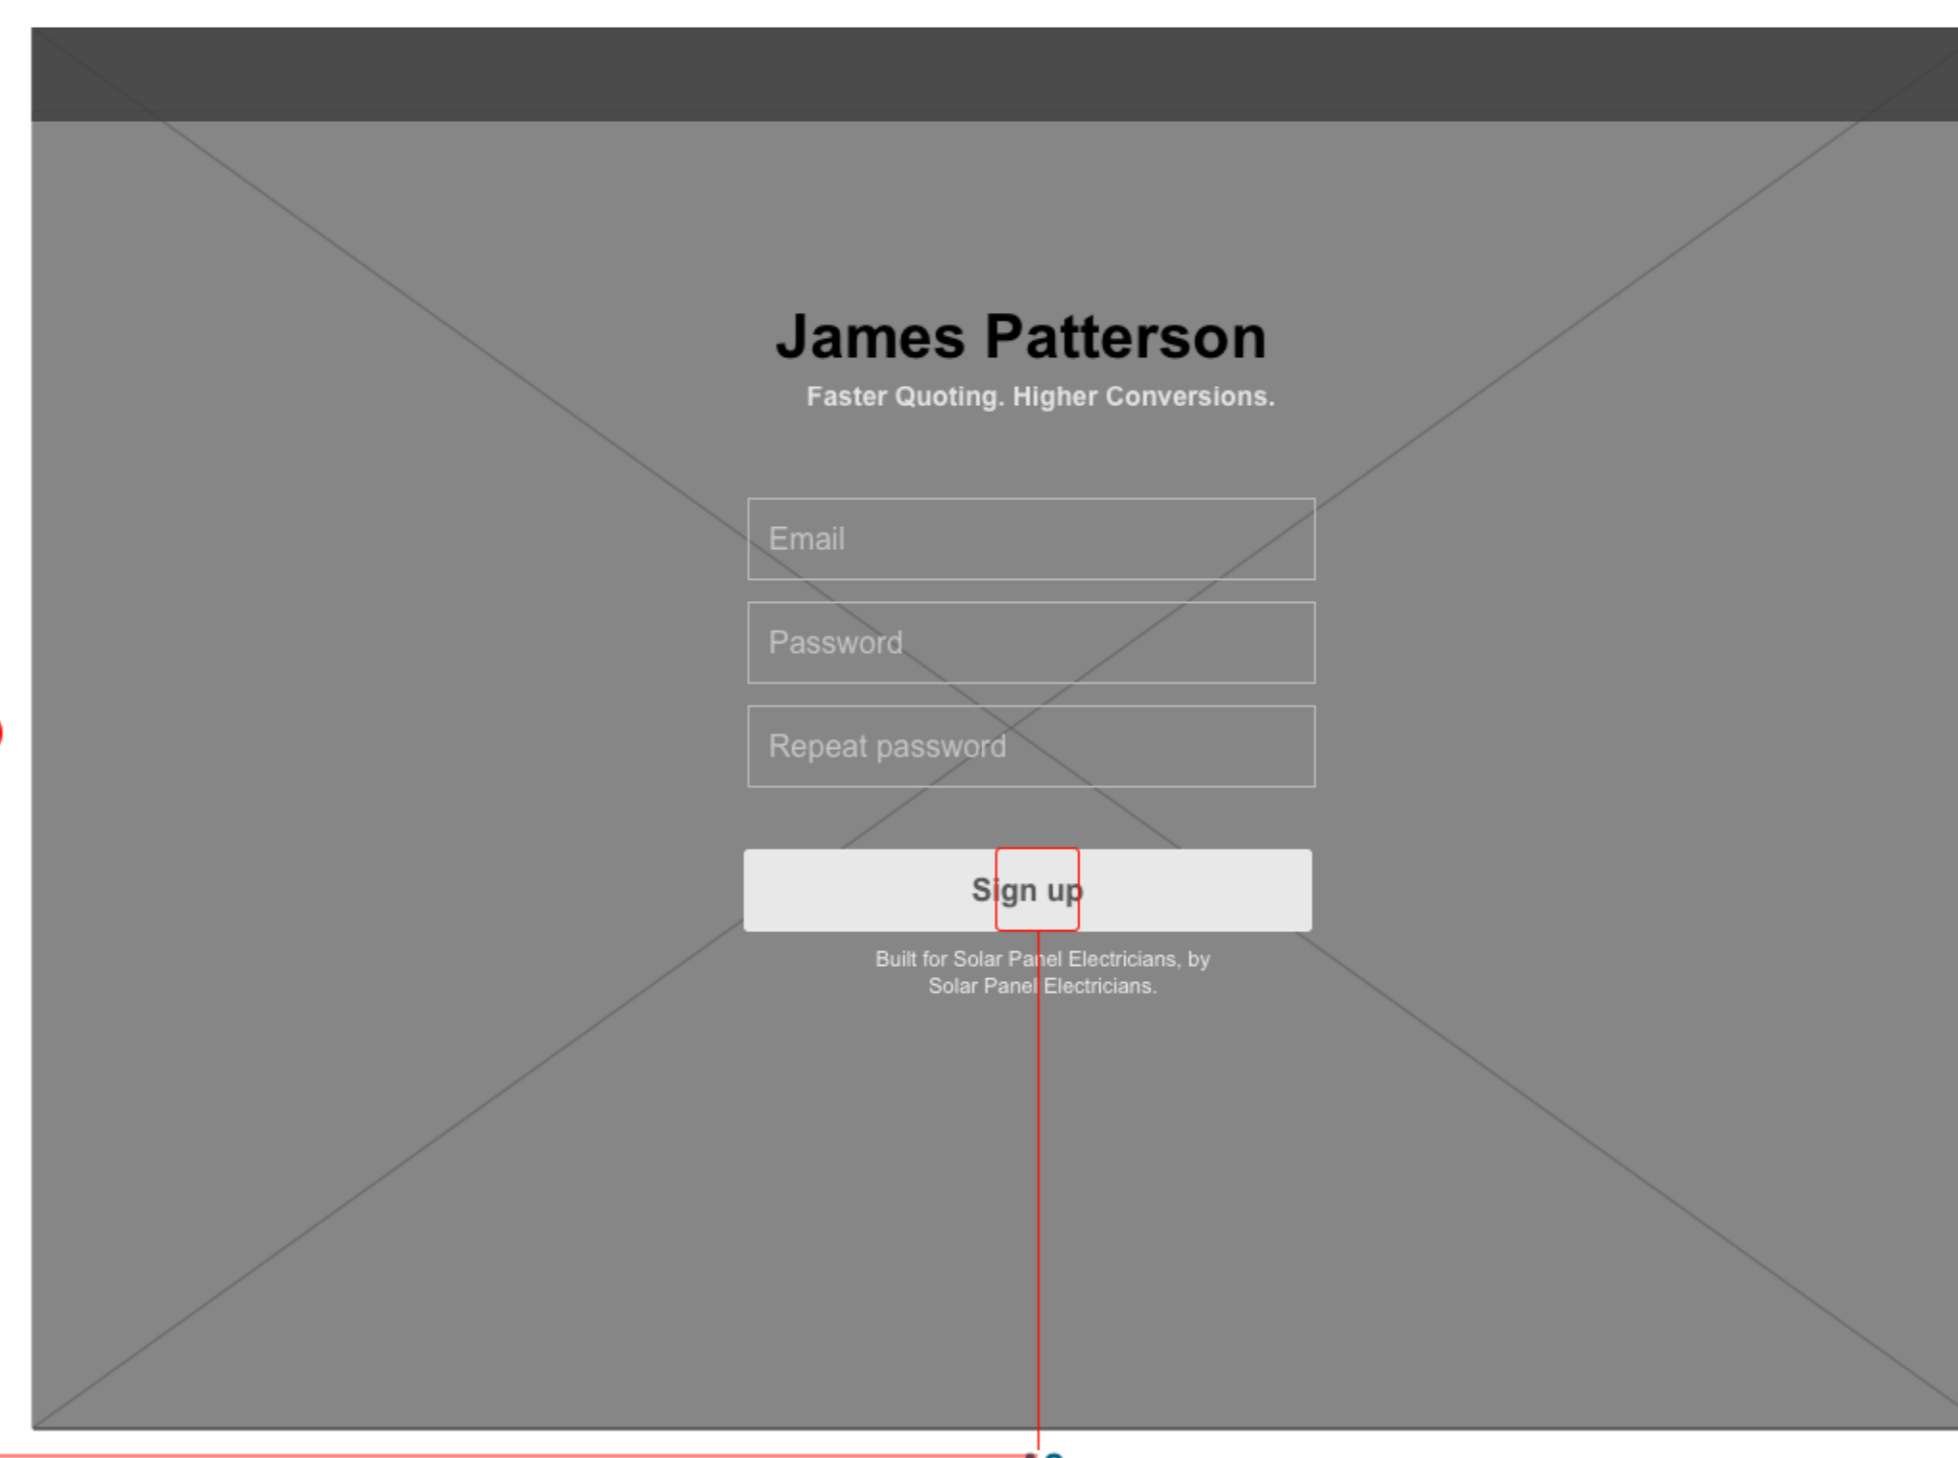 James Patterson
Faster Quoting. Higher Conversions.
Email
Password
Repeat password
Sign up
Built for Solar Panel Electricians, by
Solar Panel Electricians.